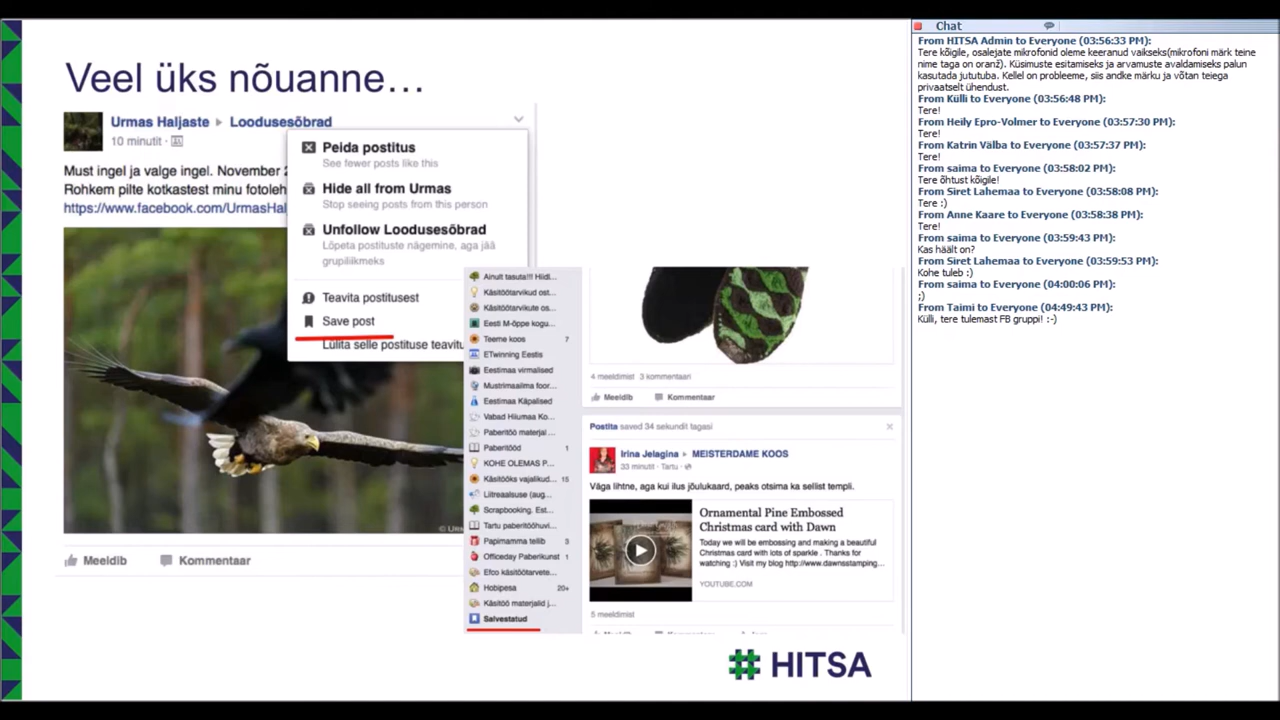 Veel üks nõuanne…
Urmas Haljaste ▸ Loodusesõbrad
10 minutit ·
Must ingel ja valge ingel. November 2
Rohkem pilte kotkastest minu fotoleh
https://www.facebook.com/UrmasHal
Peida postitus
See fewer posts like this
Hide all from Urmas
Stop seeing posts from this person
Unfollow Loodusesõbrad
Lõpeta postituste nägemine, aga jää
grupiliikmeks
Teavita postitusest
Save post
Lülita selle postituse teavitu
Meeldib
Kommentaar
Ainult tasuta!!! Hiidl...
Käsitöötarvikud ost...
Käsitöötarvikute os...
Eesti M-õppe kogu...
Teeme koos 7
ETwinning Eestis
Eestimaa virmalised
Mustrimaailma foor...
Eestimaa Käpalised
Vabad Hiiumaa Ko...
Paberitöö materjal...
Paberitööd 1
KOHE OLEMAS P...
Käsitööks vajalikud... 15
Liitreaalsuse (aug...
Scrapbooking. Est...
Tartu paberitööhuvi...
Papimamma tellib 6
Officeday Paberikunst 1
Efco käsitöötarvete...
Hobipesa 20+
Käsitöö materjalid j...
Salvestatud
4 meeldimist 3 kommentaari
Meeldib Kommentaar
Postita saved 34 sekundit tagasi
Irina Jelagina ▸ MEISTERDAME KOOS
33 minutit · Tartu ·
Väga lihtne, aga kui ilus jõulukaard, peaks otsima ka sellist templi.
Ornamental Pine Embossed
Christmas card with Dawn
Today we will be embossing and making a beautiful
Christmas card with lots of sparkle . Thanks for
watching :) Visit my blog http://www.dawnsstamping...
YOUTUBE.COM
5 meeldimist
HITSA
Chat
From HITSA Admin to Everyone (03:56:33 PM):
Tere kõigile, osalejate mikrofonid oleme keeranud vaikseks(mikrofoni märk teine
nime taga on oranž). Küsimuste esitamiseks ja arvamuste avaldamiseks palun
kasutada jututuba. Kellel on probleeme, siis andke märku ja võtan teiega
privaatselt ühendust.
From Külli to Everyone (03:56:48 PM):
Tere!
From Heily Epro-Volmer to Everyone (03:57:30 PM):
Tere!
From Katrin Välba to Everyone (03:57:37 PM):
Tere!
From saima to Everyone (03:58:02 PM):
Tere õhtust kõigile!
From Siret Lahemaa to Everyone (03:58:08 PM):
Tere :)
From Anne Kaare to Everyone (03:58:38 PM):
Tere!
From saima to Everyone (03:59:43 PM):
Kas häält on?
From Siret Lahemaa to Everyone (03:59:53 PM):
Kohe tuleb :)
From saima to Everyone (04:00:06 PM):
;)
From Taimi to Everyone (04:49:43 PM):
Külli, tere tulemast FB gruppi! :-)